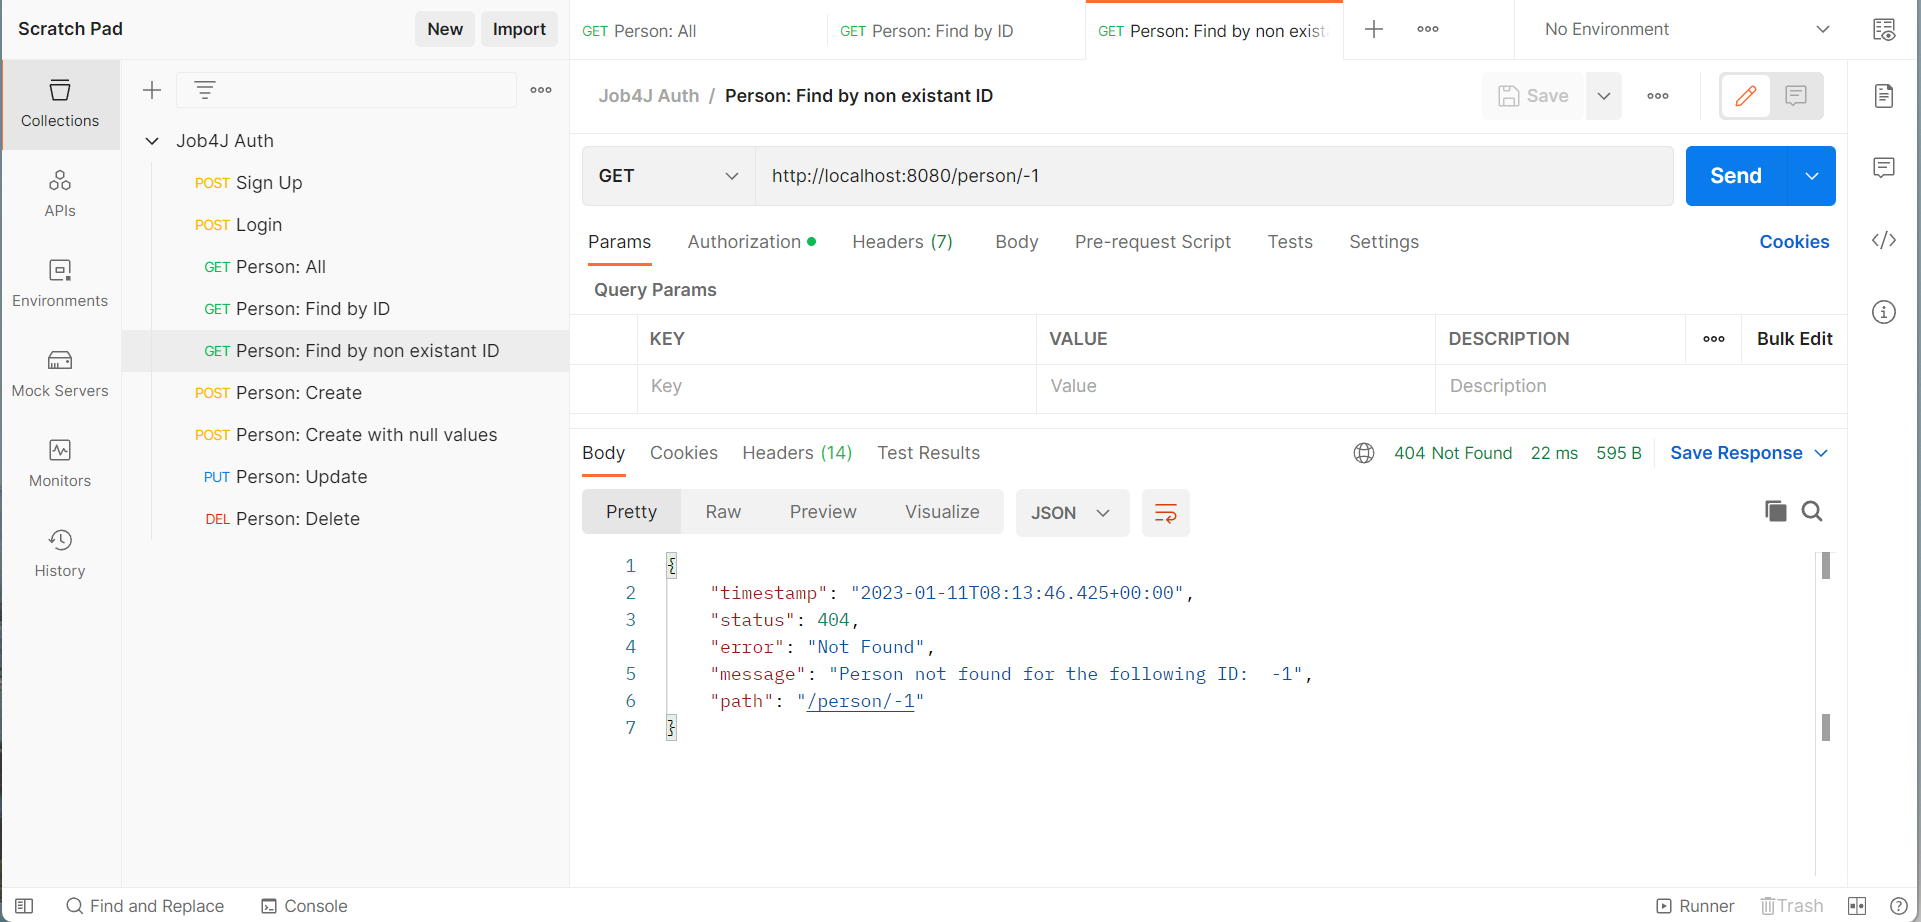 Scratch Pad
New
Import
GET Person: All
GET Person: Find by ID
GET Person: Find by non exist
No Environment
Collections
APIs
Environments
Mock Servers
Monitors
History
Job4J Auth
POST Sign Up
POST Login
GET Person: All
GET Person: Find by ID
GET Person: Find by non existant ID
POST Person: Create
POST Person: Create with null values
PUT Person: Update
DEL Person: Delete
Job4J Auth / Person: Find by non existant ID
Save
GET
http://localhost:8080/person/-1
Send
Params Authorization Headers (7) Body Pre-request Script Tests Settings Cookies
Query Params
KEY VALUE DESCRIPTION Bulk Edit
Key Value Description
Body Cookies Headers (14) Test Results 404 Not Found 22 ms 595 B Save Response
Pretty Raw Preview Visualize JSON
1 {
2 "timestamp": "2023-01-11T08:13:46.425+00:00",
3 "status": 404,
4 "error": "Not Found",
5 "message": "Person not found for the following ID:  -1",
6 "path": "/person/-1"
7 }
Find and Replace Console Runner Trash